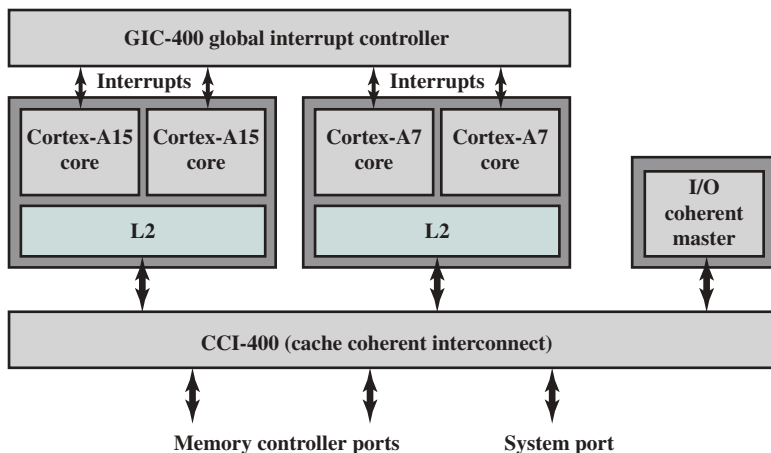 GIC-400 global interrupt controller
Interrupts
Interrupts
Cortex-A15
core
Cortex-A15
core
Cortex-A7
core
Cortex-A7
core
L2
L2
I/O
coherent
master
CCI-400 (cache coherent interconnect)
Memory controller ports
System port